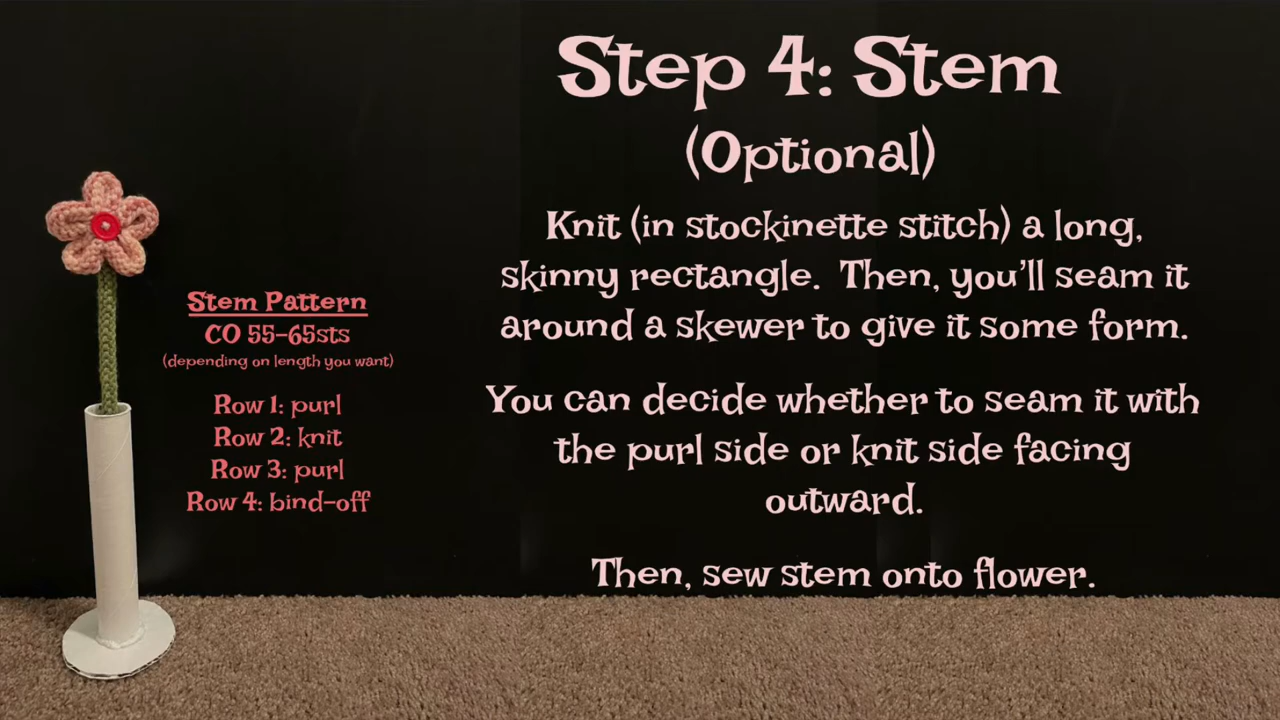 Step 4: Stem
(Optional)
Knit (in stockinette stitch) a long,
skinny rectangle. Then, you'll seam it
around a skewer to give it some form.
You can decide whether to seam it with
the purl side or knit side facing
outward.
Then, sew stem onto flower.
Stem Pattern
CO 55-65sts
(depending on length you want)
Row 1: purl
Row 2: knit
Row 3: purl
Row 4: bind-off